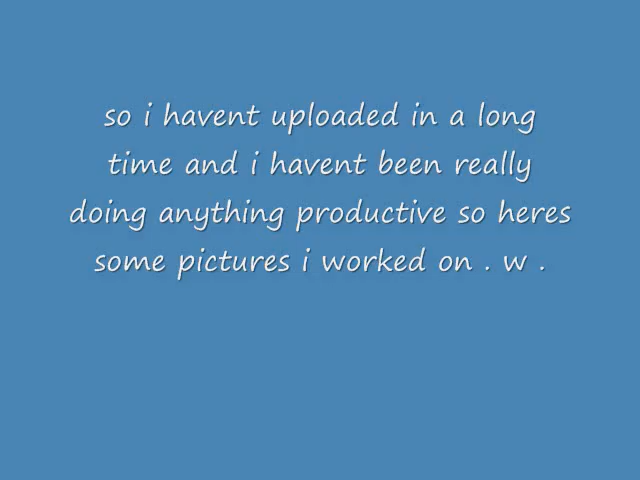 so i havent uploaded in a long
time and i havent been really
doing anything productive so heres
some pictures i worked on . w .